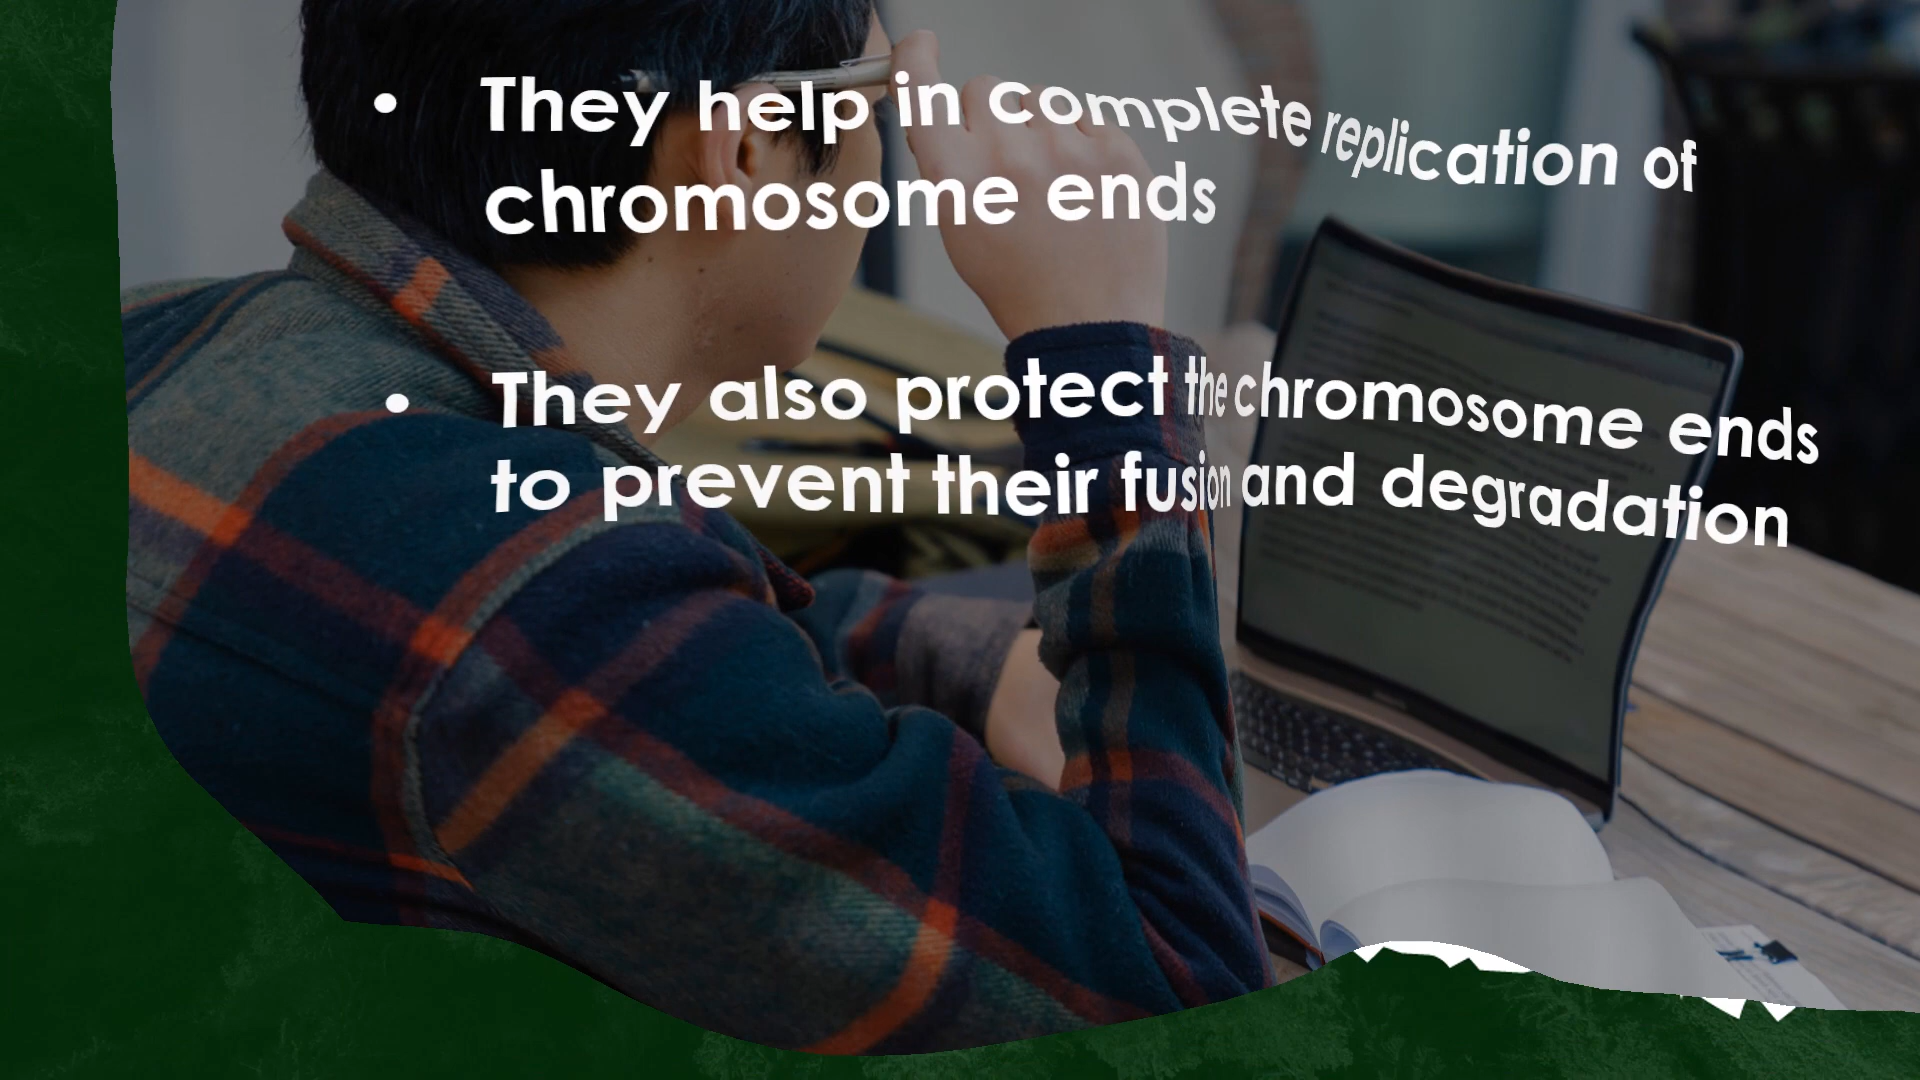 • They help in complete replication of
chromosome ends
• They also protect the chromosome ends
to prevent their fusion and degradation